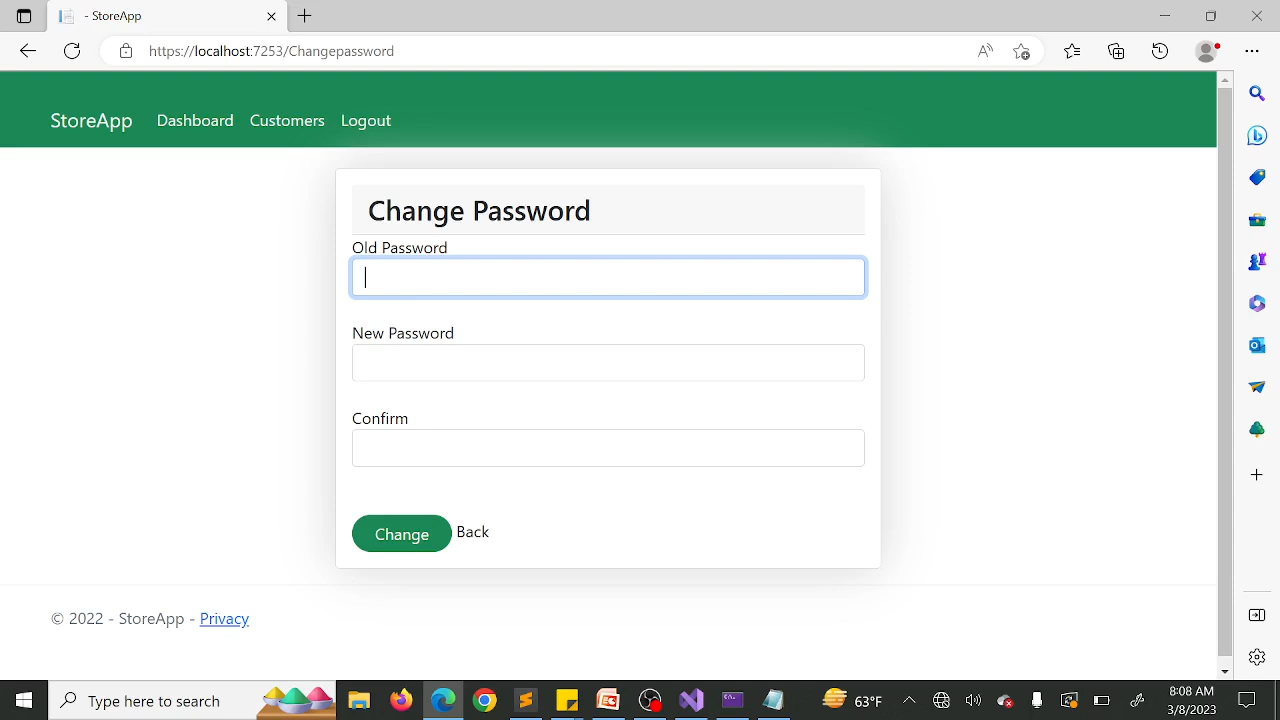 - StoreApp
https://localhost:7253/Changepassword
StoreApp Dashboard Customers Logout
Change Password
Old Password
New Password
Confirm
Change Back
© 2022 - StoreApp - Privacy
Type here to search
63°F
8:08 AM
3/8/2023